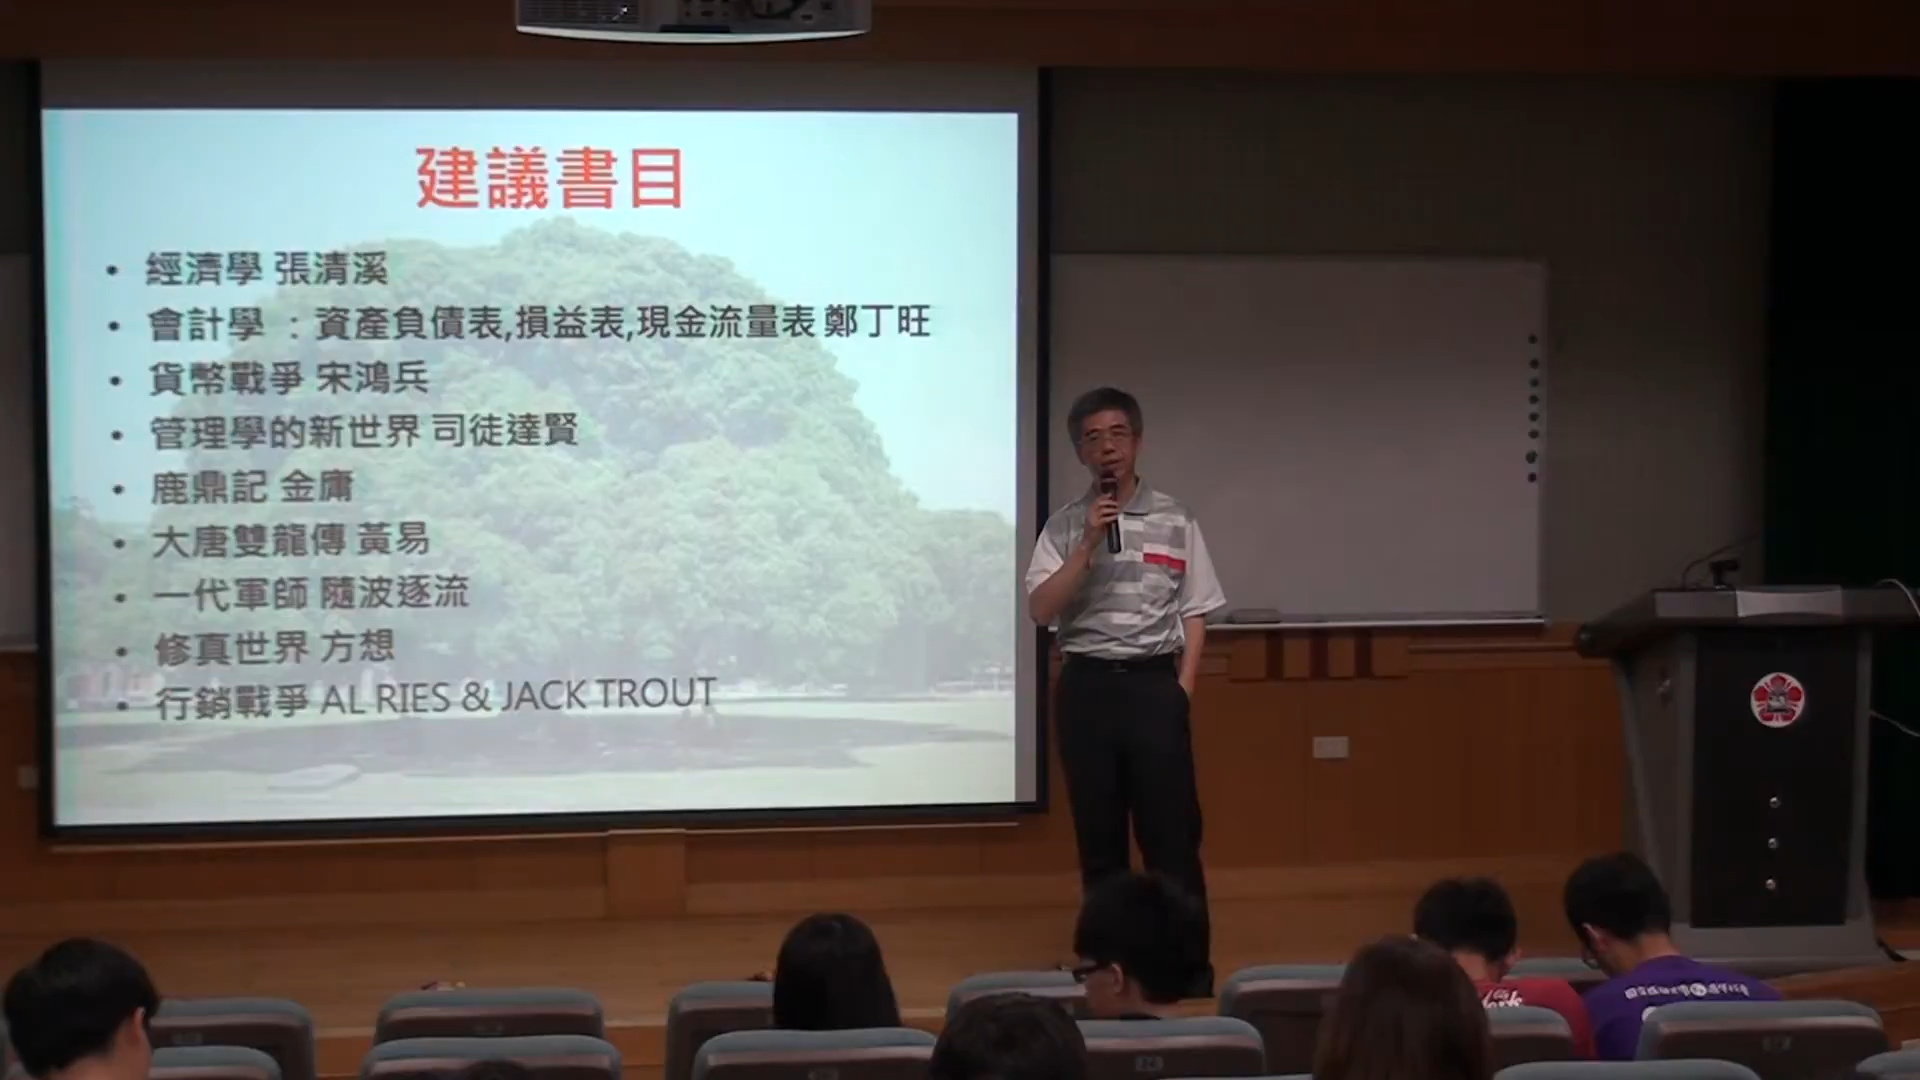 建議書目
• 經濟學 張清溪
• 會計學 ：資產負債表,損益表,現金流量表 鄭丁旺
• 貨幣戰爭 宋鴻兵
• 管理學的新世界 司徒達賢
• 鹿鼎記 金庸
• 大唐雙龍傳 黃易
• 一代軍師 隨波逐流
• 修真世界 方想
• 行銷戰爭 AL RIES & JACK TROUT